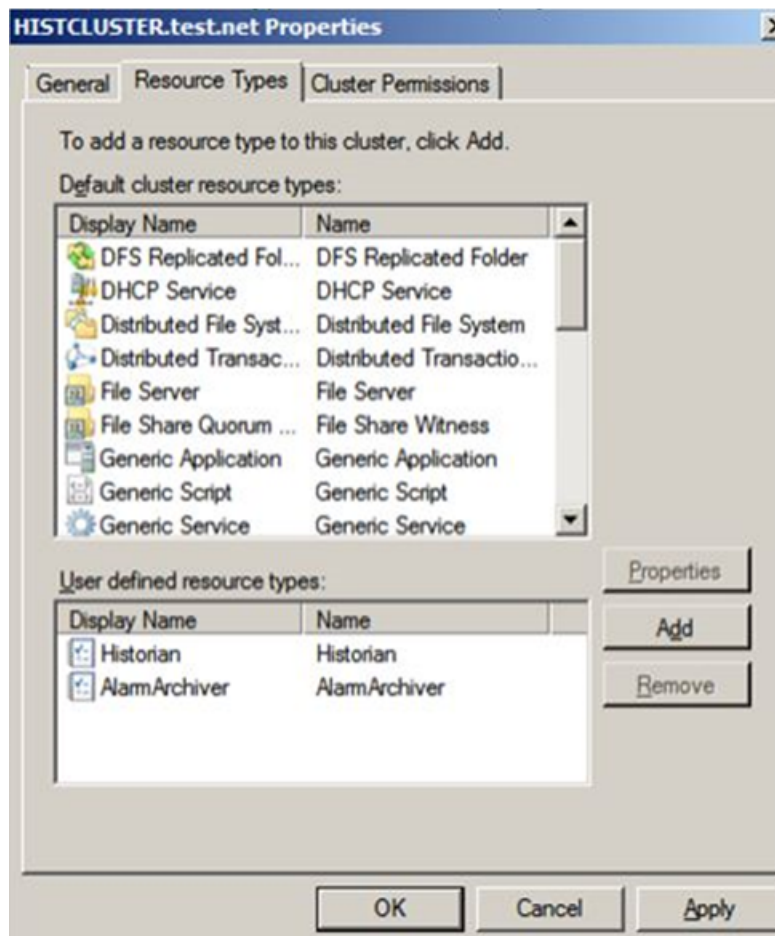 HISTCLUSTER.test.net Properties
General Resource Types Cluster Permissions
To add a resource type to this cluster, click Add.
Default cluster resource types:
Display Name Name
DFS Replicated Fol... DFS Replicated Folder
DHCP Service DHCP Service
Distributed File Syst... Distributed File System
Distributed Transac... Distributed Transactio...
File Server File Server
File Share Quorum ... File Share Witness
Generic Application Generic Application
Generic Script Generic Script
Generic Service Generic Service
Properties
User defined resource types:
Display Name Name
Add
Historian Historian
AlarmArchiver AlarmArchiver
Remove
OK Cancel Apply